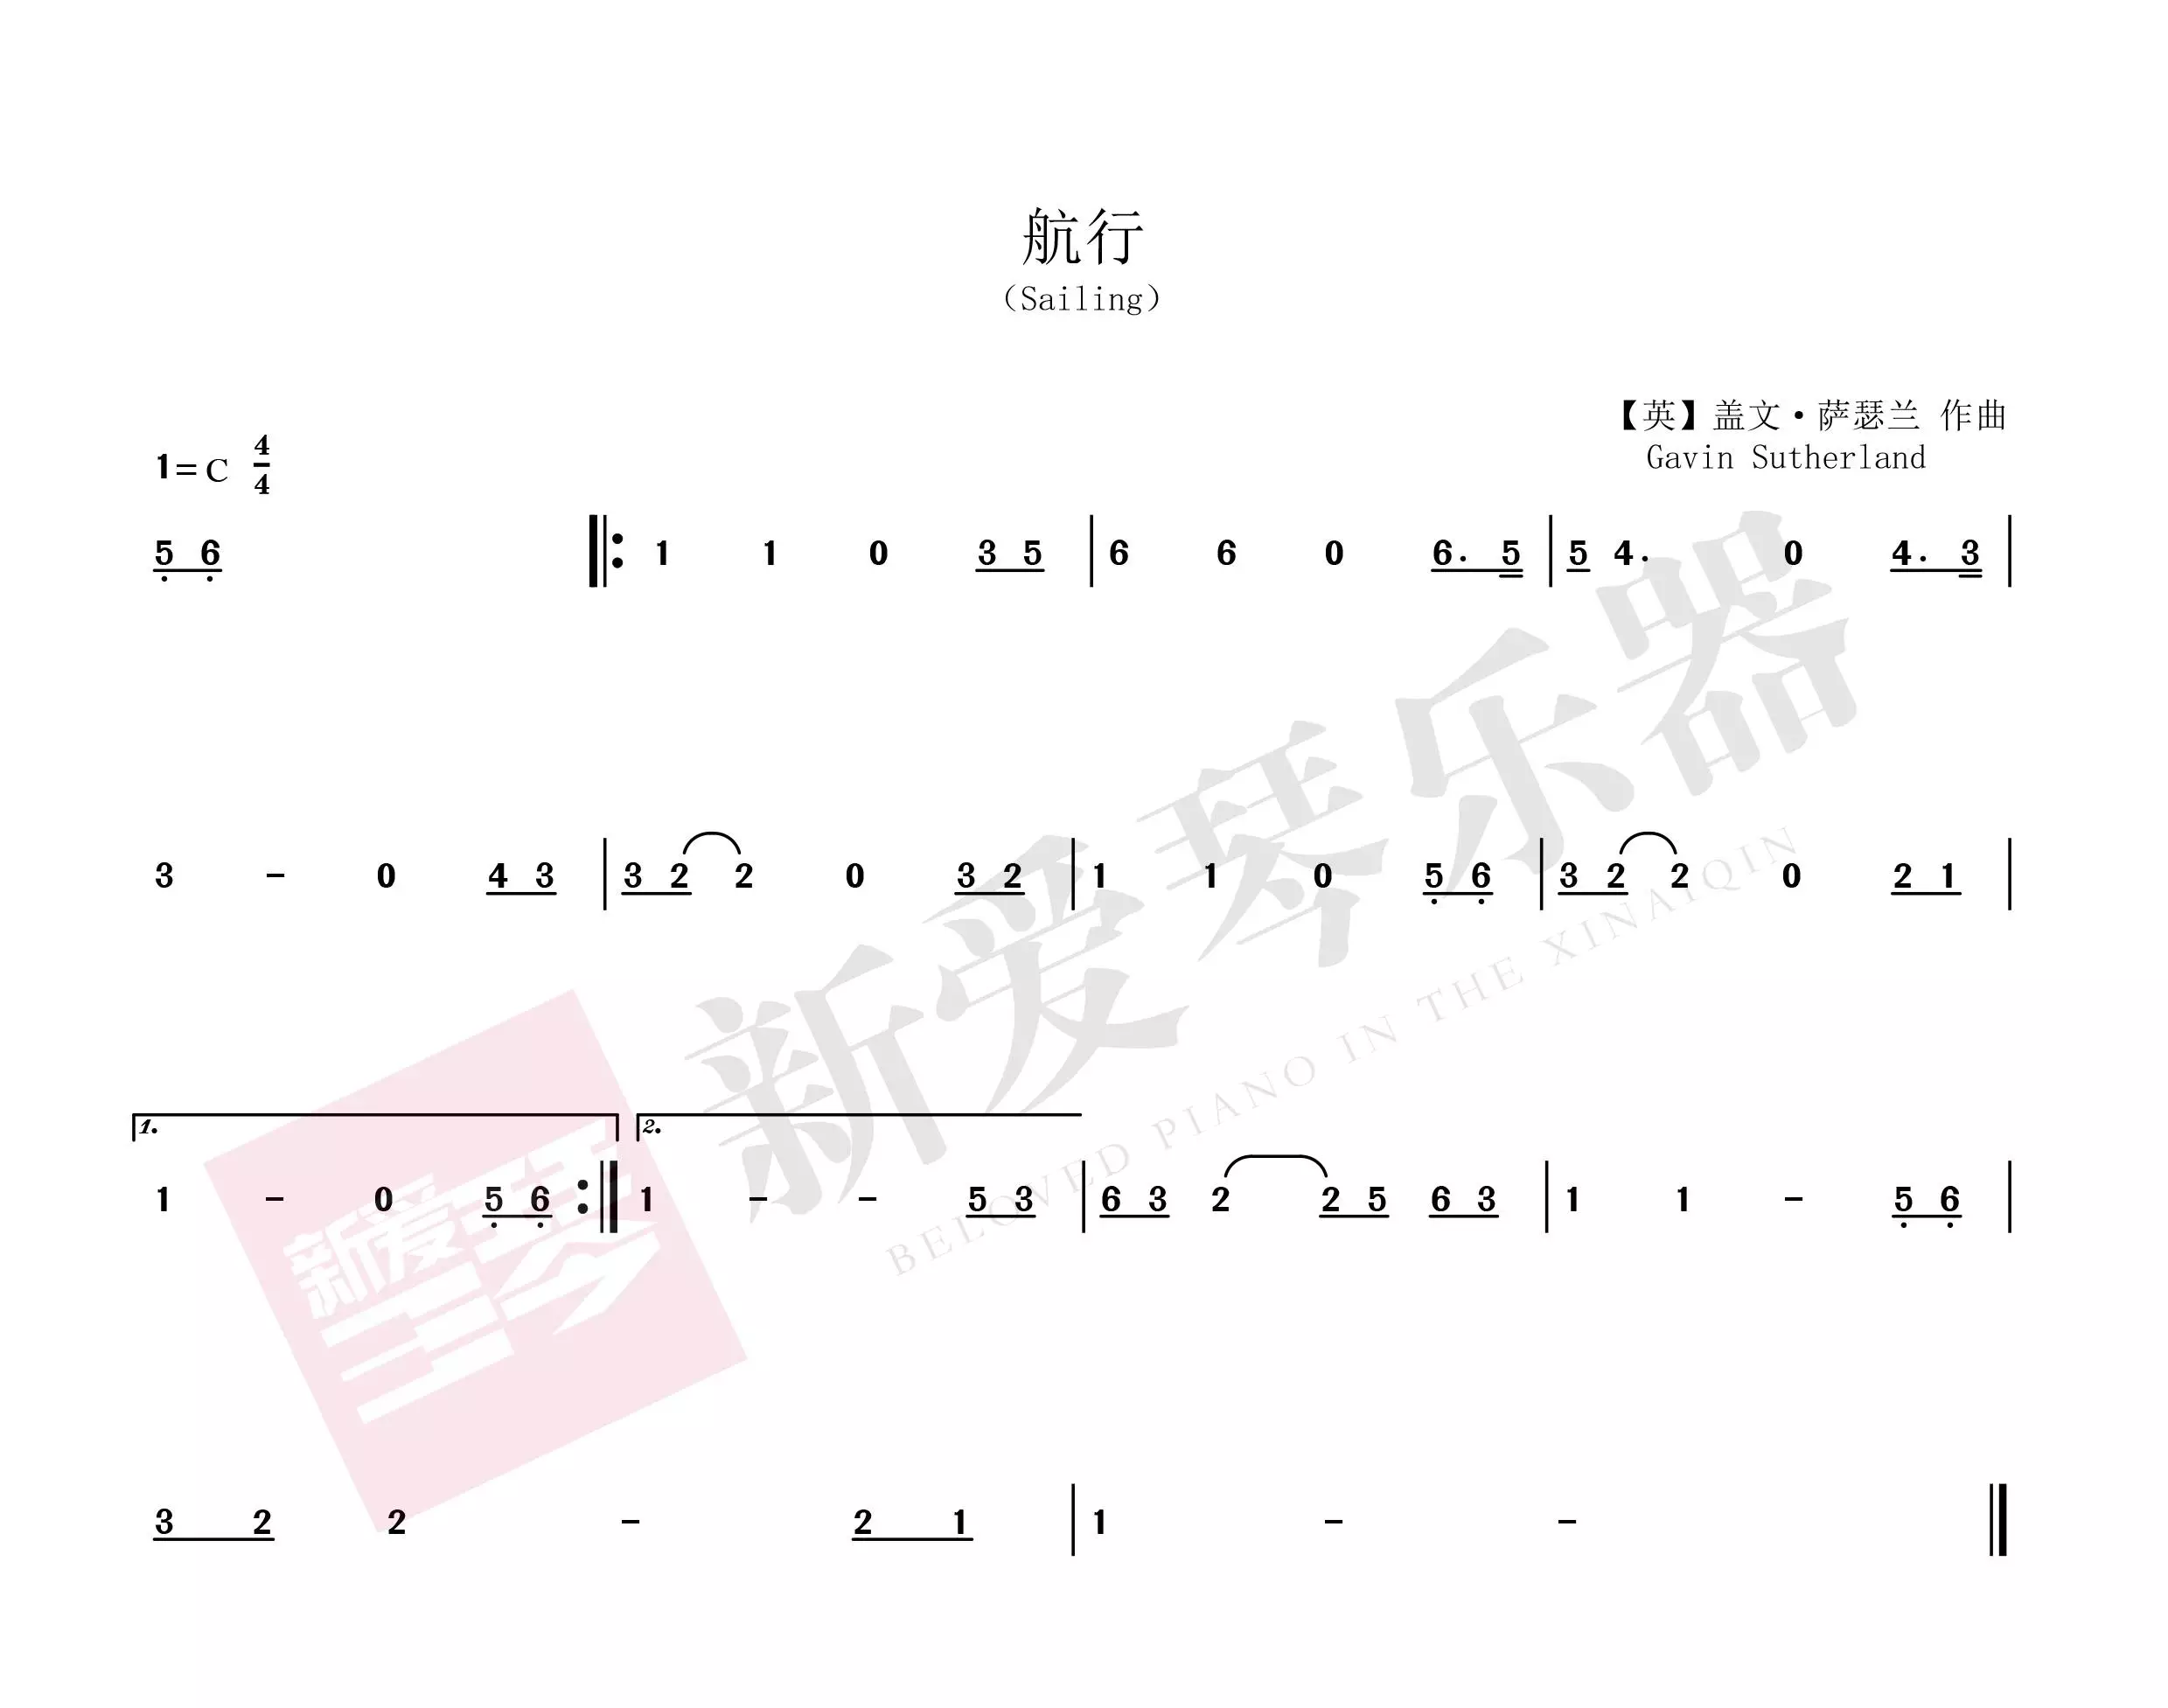 航行
（Sailing）
【英】盖文·萨瑟兰 作曲
1=C 4/4
Gavin Sutherland
5 6 ‖: 1 1 0 3 5 | 6 6 0 6. 5 | 5 4. 0 4. 3 |
3 - 0 4 3 | 3 2 2 0 3 2 | 1 1 0 5 6 | 3 2 2 0 2 1 |
1. 2.
1 - 0 5 6 :‖ 1 - - 5 3 | 6 3 2 2 5 6 3 | 1 1 - 5 6 |
3 2 2 - 2 1 | 1 - - ‖
新爱琴乐器
BELOVED PIANO IN THE XINAIQIN
新爱琴